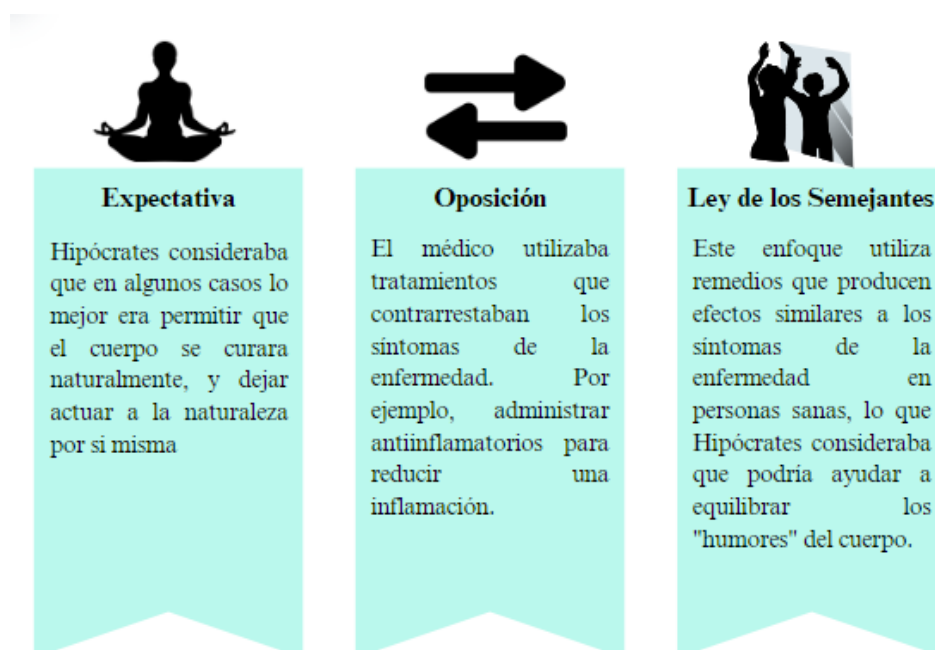 Expectativa
Hipócrates consideraba
que en algunos casos lo
mejor era permitir que
el cuerpo se curara
naturalmente, y dejar
actuar a la naturaleza
por si misma
Oposición
El médico utilizaba
tratamientos que
contrarrestaban los
síntomas de la
enfermedad. Por
ejemplo, administrar
antiinflamatorios para
reducir una
inflamación.
Ley de los Semejantes
Este enfoque utiliza
remedios que producen
efectos similares a los
síntomas de la
enfermedad en
personas sanas, lo que
Hipócrates consideraba
que podría ayudar a
equilibrar los
"humores" del cuerpo.